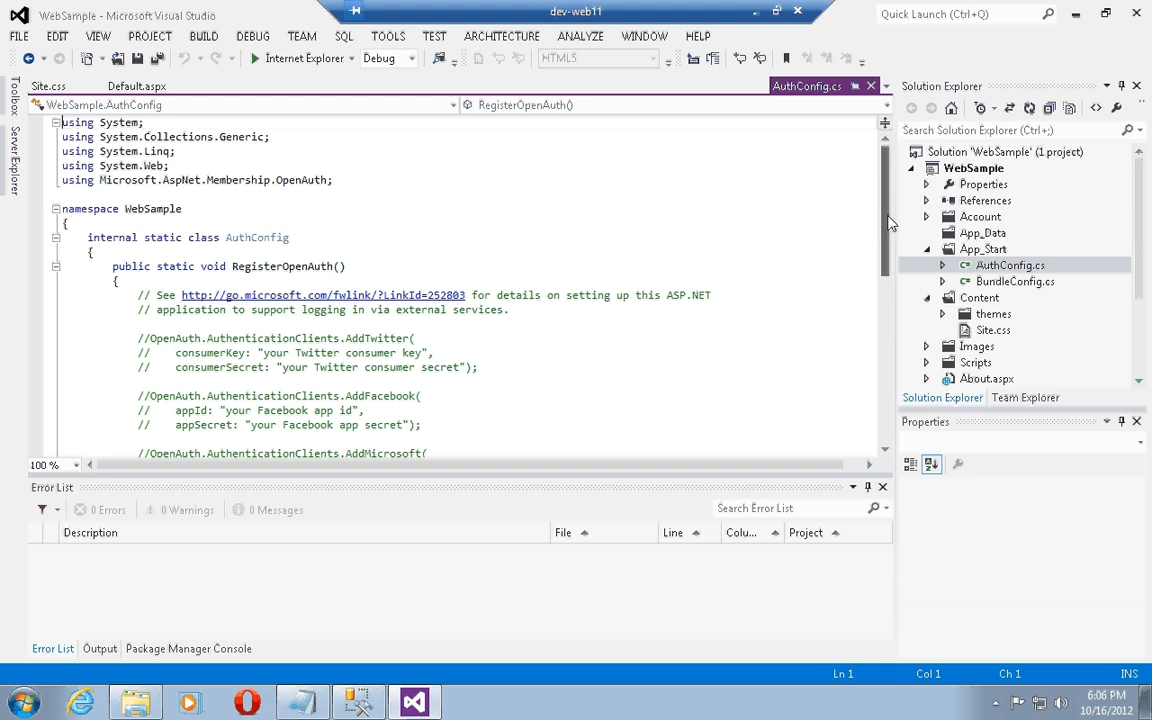 WebSample - Microsoft Visual Studio
dev-web11
Quick Launch (Ctrl+Q)
FILE EDIT VIEW PROJECT BUILD DEBUG TEAM SQL TOOLS TEST ARCHITECTURE ANALYZE WINDOW HELP
Internet Explorer Debug HTML5
Toolbox
Server Explorer
Site.css Default.aspx AuthConfig.cs
WebSample.AuthConfig RegisterOpenAuth()
using System;
using System.Collections.Generic;
using System.Linq;
using System.Web;
using Microsoft.AspNet.Membership.OpenAuth;
namespace WebSample
{
internal static class AuthConfig
{
public static void RegisterOpenAuth()
{
// See http://go.microsoft.com/fwlink/?LinkId=252803 for details on setting up this ASP.NET
// application to support logging in via external services.
//OpenAuth.AuthenticationClients.AddTwitter(
// consumerKey: "your Twitter consumer key",
// consumerSecret: "your Twitter consumer secret");
//OpenAuth.AuthenticationClients.AddFacebook(
// appId: "your Facebook app id",
// appSecret: "your Facebook app secret");
//OpenAuth.AuthenticationClients.AddMicrosoft(
100 %
Solution Explorer
Search Solution Explorer (Ctrl+;)
Solution 'WebSample' (1 project)
WebSample
Properties
References
Account
App_Data
App_Start
AuthConfig.cs
BundleConfig.cs
Content
themes
Site.css
Images
Scripts
About.aspx
Solution Explorer Team Explorer
Properties
Error List
0 Errors 0 Warnings 0 Messages
Search Error List
Description File Line Colu... Project
Error List Output Package Manager Console
Ln 1 Col 1 Ch 1 INS
6:06 PM
10/16/2012